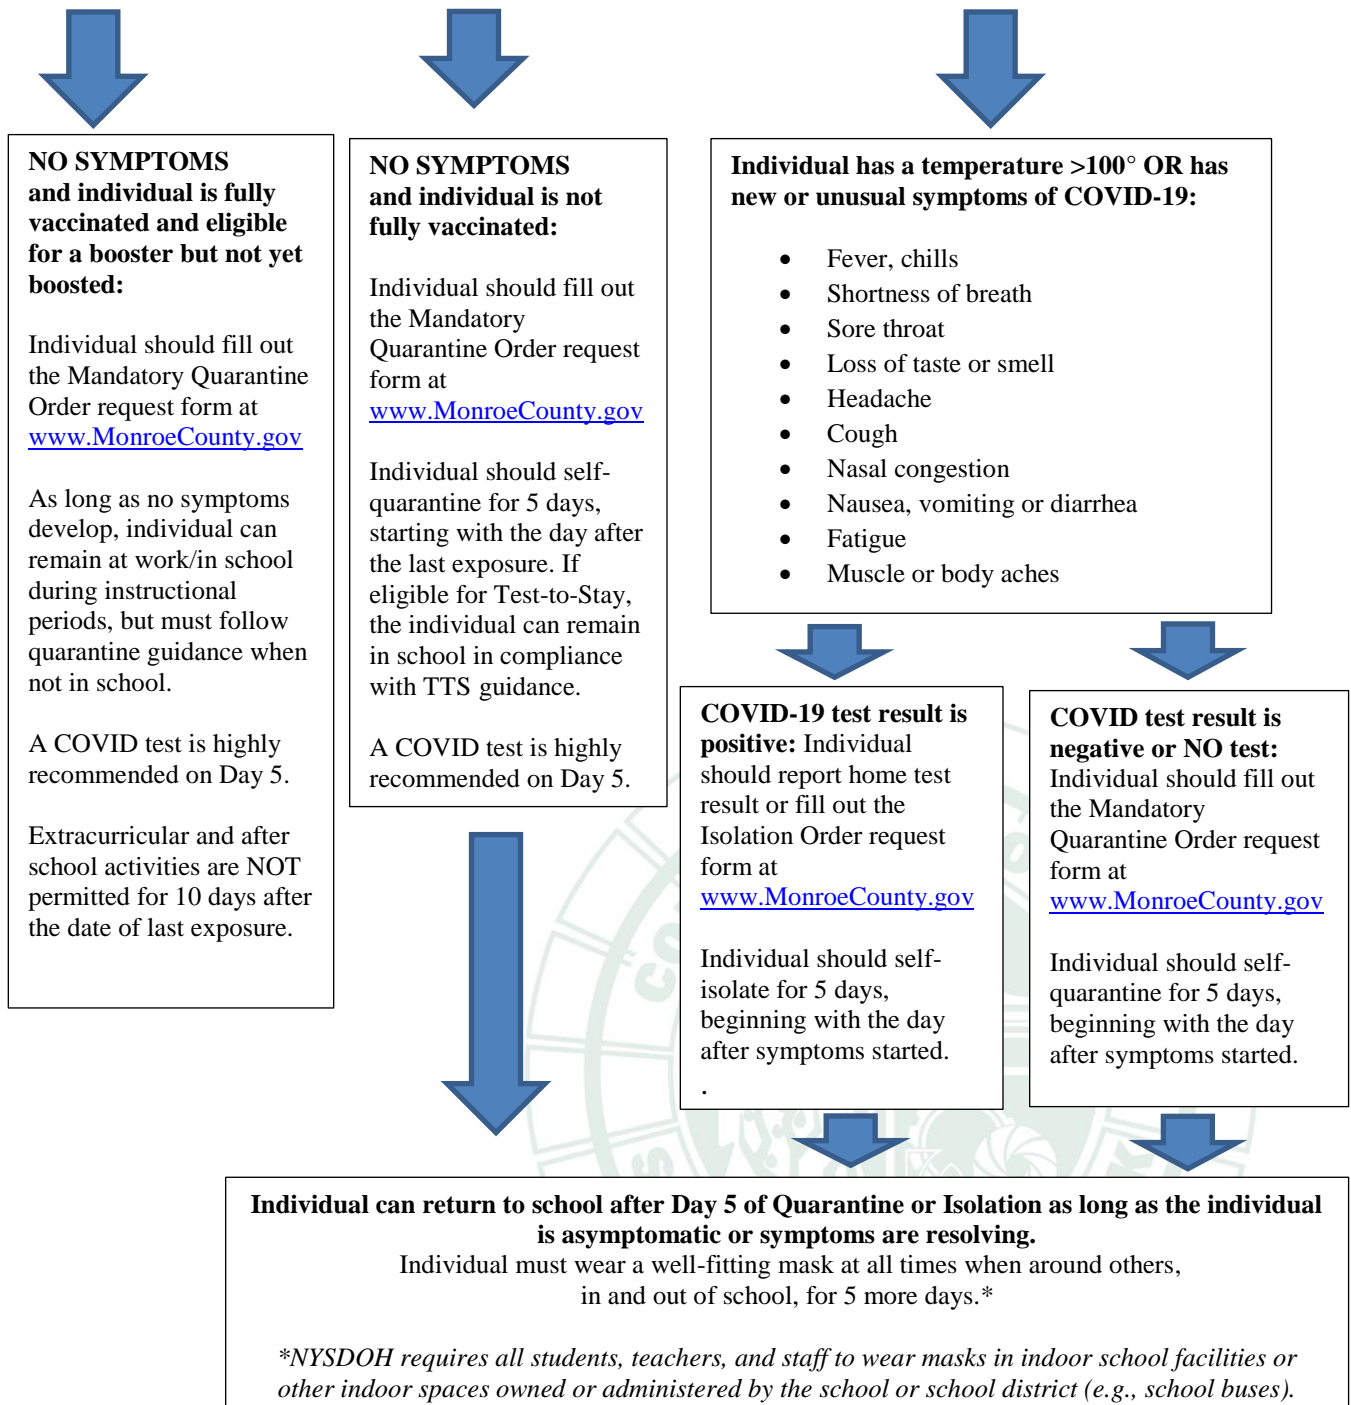 NO SYMPTOMS
and individual is fully
vaccinated and eligible
for a booster but not yet
boosted:
Individual should fill out
the Mandatory Quarantine
Order request form at
www.MonroeCounty.gov
As long as no symptoms
develop, individual can
remain at work/in school
during instructional
periods, but must follow
quarantine guidance when
not in school.
A COVID test is highly
recommended on Day 5.
Extracurricular and after
school activities are NOT
permitted for 10 days after
the date of last exposure.
NO SYMPTOMS
and individual is not
fully vaccinated:
Individual should fill out
the Mandatory
Quarantine Order request
form at
www.MonroeCounty.gov
Individual should self-
quarantine for 5 days,
starting with the day after
the last exposure. If
eligible for Test-to-Stay,
the individual can remain
in school in compliance
with TTS guidance.
A COVID test is highly
recommended on Day 5.
Individual has a temperature >100° OR has
new or unusual symptoms of COVID-19:
• Fever, chills
• Shortness of breath
• Sore throat
• Loss of taste or smell
• Headache
• Cough
• Nasal congestion
• Nausea, vomiting or diarrhea
• Fatigue
• Muscle or body aches
COVID-19 test result is
positive: Individual
should report home test
result or fill out the
Isolation Order request
form at
www.MonroeCounty.gov
Individual should self-
isolate for 5 days,
beginning with the day
after symptoms started.
.
COVID test result is
negative or NO test:
Individual should fill out
the Mandatory
Quarantine Order request
form at
www.MonroeCounty.gov
Individual should self-
quarantine for 5 days,
beginning with the day
after symptoms started.
Individual can return to school after Day 5 of Quarantine or Isolation as long as the individual
is asymptomatic or symptoms are resolving.
Individual must wear a well-fitting mask at all times when around others,
in and out of school, for 5 more days.*
*NYSDOH requires all students, teachers, and staff to wear masks in indoor school facilities or
other indoor spaces owned or administered by the school or school district (e.g., school buses).